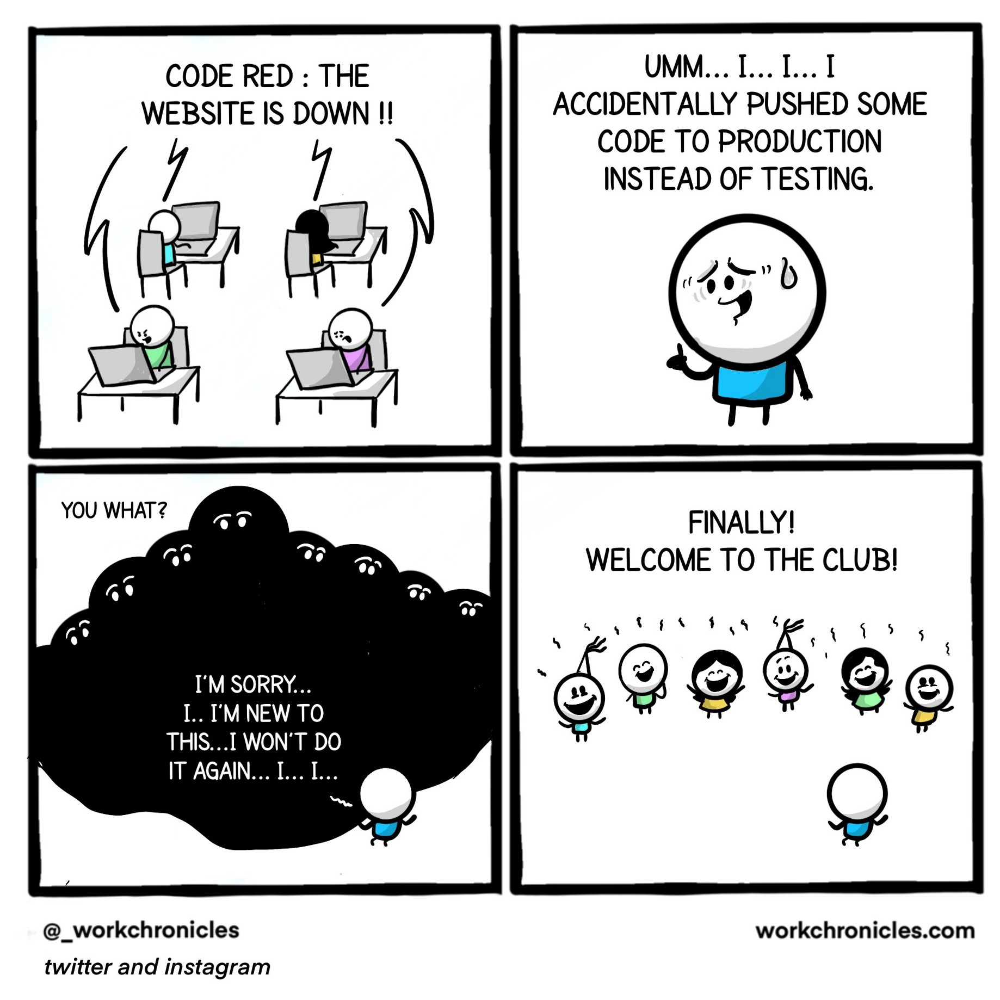 CODE RED : THE
WEBSITE IS DOWN !!
UMM... I... I... I
ACCIDENTALLY PUSHED SOME
CODE TO PRODUCTION
INSTEAD OF TESTING.
YOU WHAT?
I'M SORRY...
I.. I'M NEW TO
THIS...I WON'T DO
IT AGAIN... I... I...
FINALLY!
WELCOME TO THE CLUB!
@_workchronicles
twitter and instagram
workchronicles.com